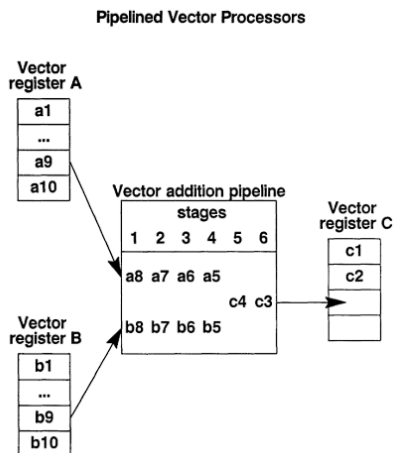 Pipelined Vector Processors
Vector
register A
a1
...
a9
a10
Vector addition pipeline
stages
1 2 3 4 5 6
a8 a7 a6 a5
c4 c3
b8 b7 b6 b5
Vector
register C
c1
c2
Vector
register B
b1
...
b9
b10